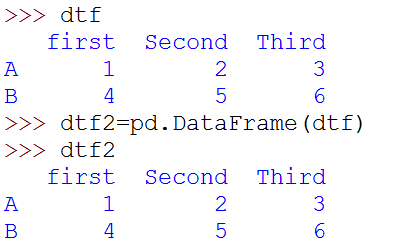 >>> dtf
   first  Second  Third
A      1       2      3
B      4       5      6
>>> dtf2=pd.DataFrame(dtf)
>>> dtf2
   first  Second  Third
A      1       2      3
B      4       5      6